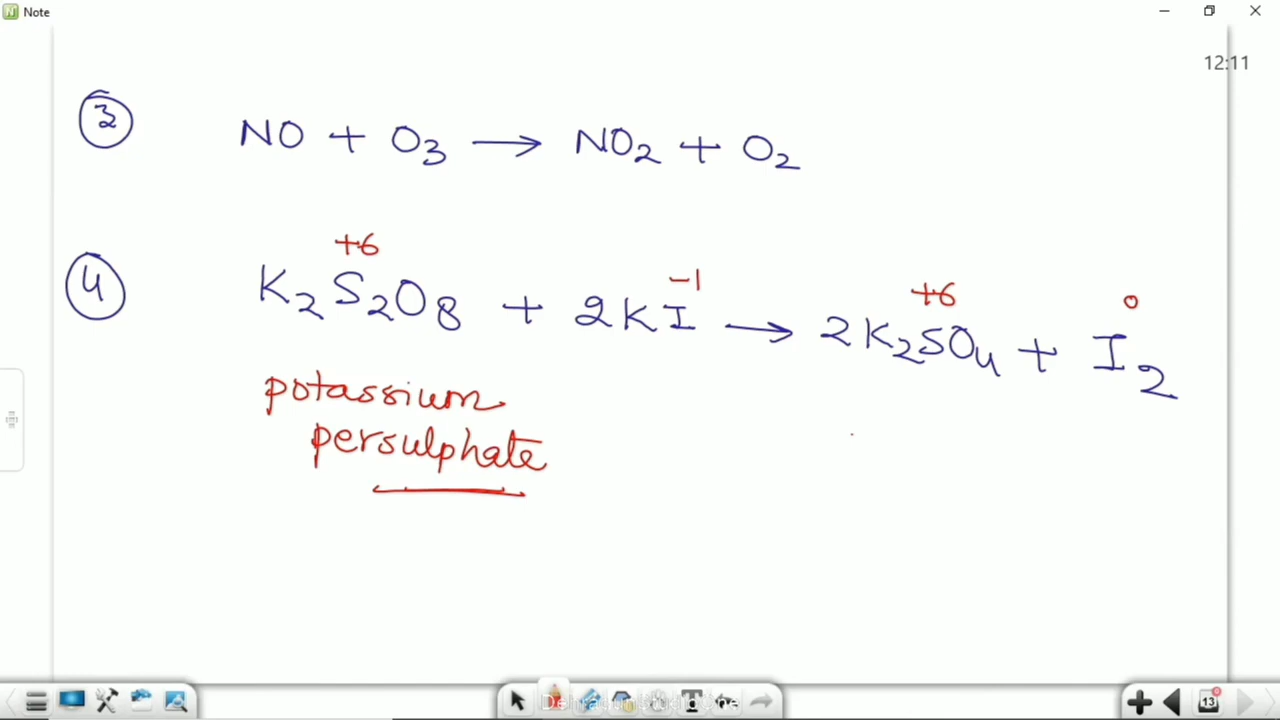 Note
12:11
3 NO + O3 → NO2 + O2
+6 -1 +6 0
4 K2S2O8 + 2KI → 2K2SO4 + I2
potassium
persulphate
13